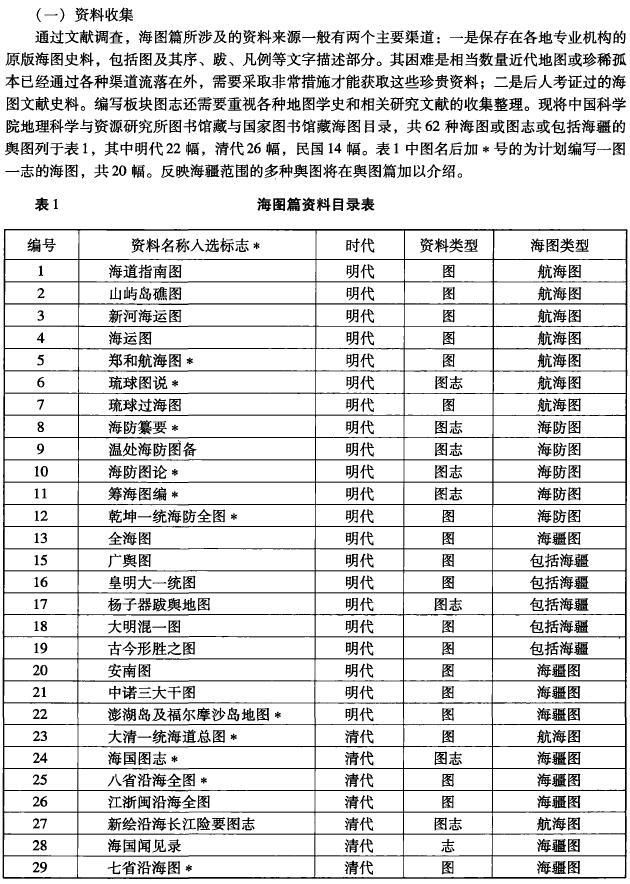 （一）资料收集
通过文献调查，海图篇所涉及的资料来源一般有两个主要渠道：一是保存在各地专业机构的
原版海图史料，包括图及其序、跋、凡例等文字描述部分。其困难是相当数量近代地图或珍稀孤
本已经通过各种渠道流落在外，需要采取非常措施才能获取这些珍贵资料；二是后人考证过的海
图文献史料。编写板块图志还需要重视各种地图学史和相关研究文献的收集整理。现将中国科学
院地理科学与资源研究所图书馆藏与国家图书馆藏海图目录，共62种海图或图志或包括海疆的
舆图列于表1，其中明代22幅，清代26幅，民国14幅。表1中图名后加*号的为计划编写一图
一志的海图，共20幅。反映海疆范围的多种舆图将在舆图篇加以介绍。
表1 海图篇资料目录表
编号 资料名称入选标志* 时代 资料类型 海图类型
1 海道指南图 明代 图 航海图
2 山屿岛礁图 明代 图 航海图
3 新河海运图 明代 图 航海图
4 海运图 明代 图 航海图
5 郑和航海图* 明代 图 航海图
6 琉球图说* 明代 图志 航海图
7 琉球过海图 明代 图 航海图
8 海防纂要* 明代 图志 海防图
9 温处海防图备 明代 图志 海防图
10 海防图论* 明代 图志 海防图
11 筹海图编* 明代 图志 海防图
12 乾坤一统海防全图* 明代 图 海防图
13 全海图 明代 图 海疆图
15 广舆图 明代 图 包括海疆
16 皇明大一统图 明代 图 包括海疆
17 杨子器跋舆地图 明代 图志 包括海疆
18 大明混一图 明代 图 包括海疆
19 古今形胜之图 明代 图 包括海疆
20 安南图 明代 图 海疆图
21 中诺三大干图 明代 图 海疆图
22 澎湖岛及福尔摩沙岛地图* 明代 图 海疆图
23 大清一统海道总图* 清代 图 航海图
24 海国图志* 清代 图志 海疆图
25 八省沿海全图* 清代 图 海疆图
26 江浙闽沿海全图 清代 图 海疆图
27 新绘沿海长江险要图志 清代 图志 航海图
28 海国闻见录 清代 志 海疆图
29 七省沿海图* 清代 图 海疆图